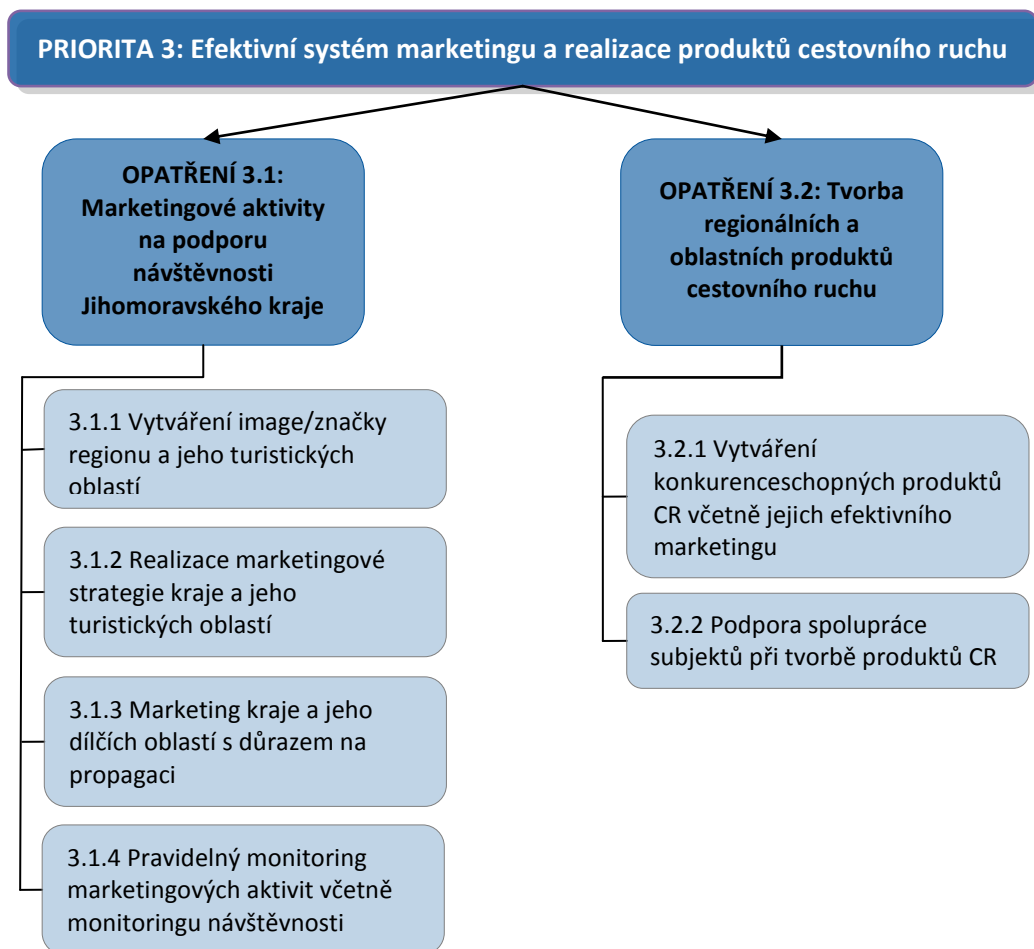 PRIORITA 3: Efektivní systém marketingu a realizace produktů cestovního ruchu
OPATŘENÍ 3.1:
Marketingové aktivity
na podporu
návštěvnosti
Jihomoravského kraje
3.1.1 Vytváření image/značky
regionu a jeho turistických
oblastí
3.1.2 Realizace marketingové
strategie kraje a jeho
turistických oblastí
3.1.3 Marketing kraje a jeho
dílčích oblastí s důrazem na
propagaci
3.1.4 Pravidelný monitoring
marketingových aktivit včetně
monitoringu návštěvnosti
OPATŘENÍ 3.2: Tvorba
regionálních a
oblastních produktů
cestovního ruchu
3.2.1 Vytváření
konkurenceschopných produktů
CR včetně jejich efektivního
marketingu
3.2.2 Podpora spolupráce
subjektů při tvorbě produktů CR